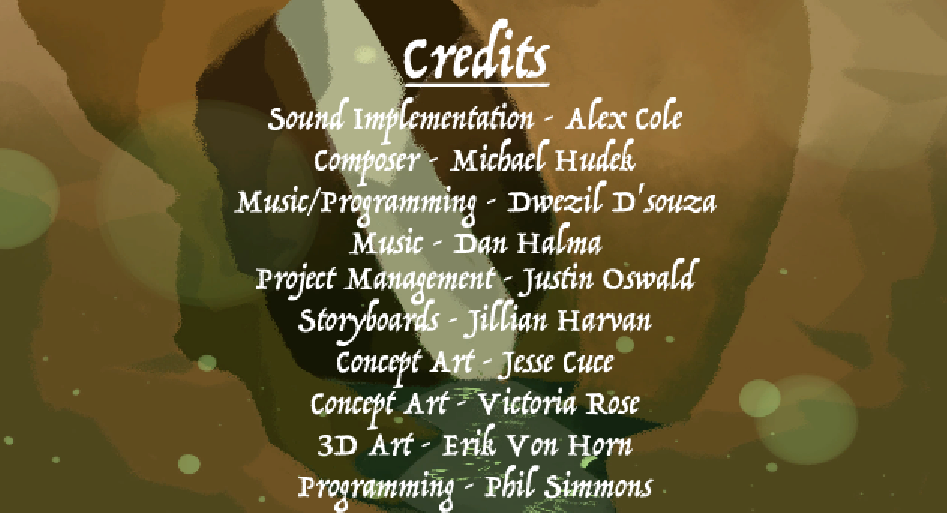 Credits
Sound Implementation - Alex Cole
Composer - Michael Hudek
Music/Programming - Dwezil D'souza
Music - Dan Halma
Project Management - Justin Oswald
Storyboards - Jillian Harvan
Concept Art - Jesse Cuce
Concept Art - Victoria Rose
3D Art - Erik Von Horn
Programming - Phil Simmons